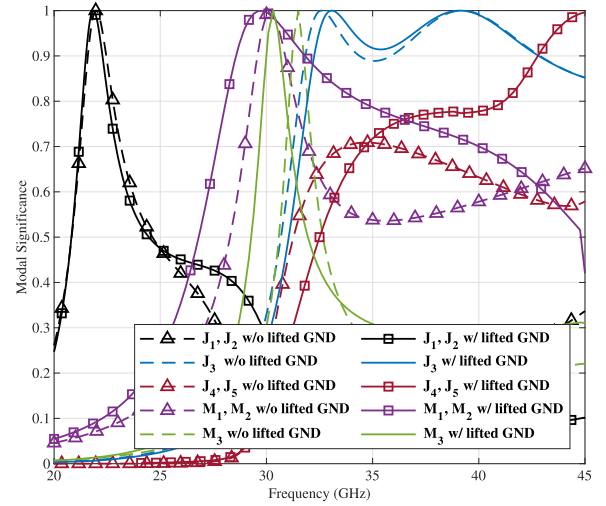 1
0.9
0.8
0.7
0.6
0.5
0.4
0.3
0.2
0.1
0
Modal Significance
J1, J2 w/o lifted GND
J1, J2 w/ lifted GND
J3 w/o lifted GND
J3 w/ lifted GND
J4, J5 w/o lifted GND
J4, J5 w/ lifted GND
M1, M2 w/o lifted GND
M1, M2 w/ lifted GND
M3 w/o lifted GND
M3 w/ lifted GND
20 25 30 35 40 45
Frequency (GHz)